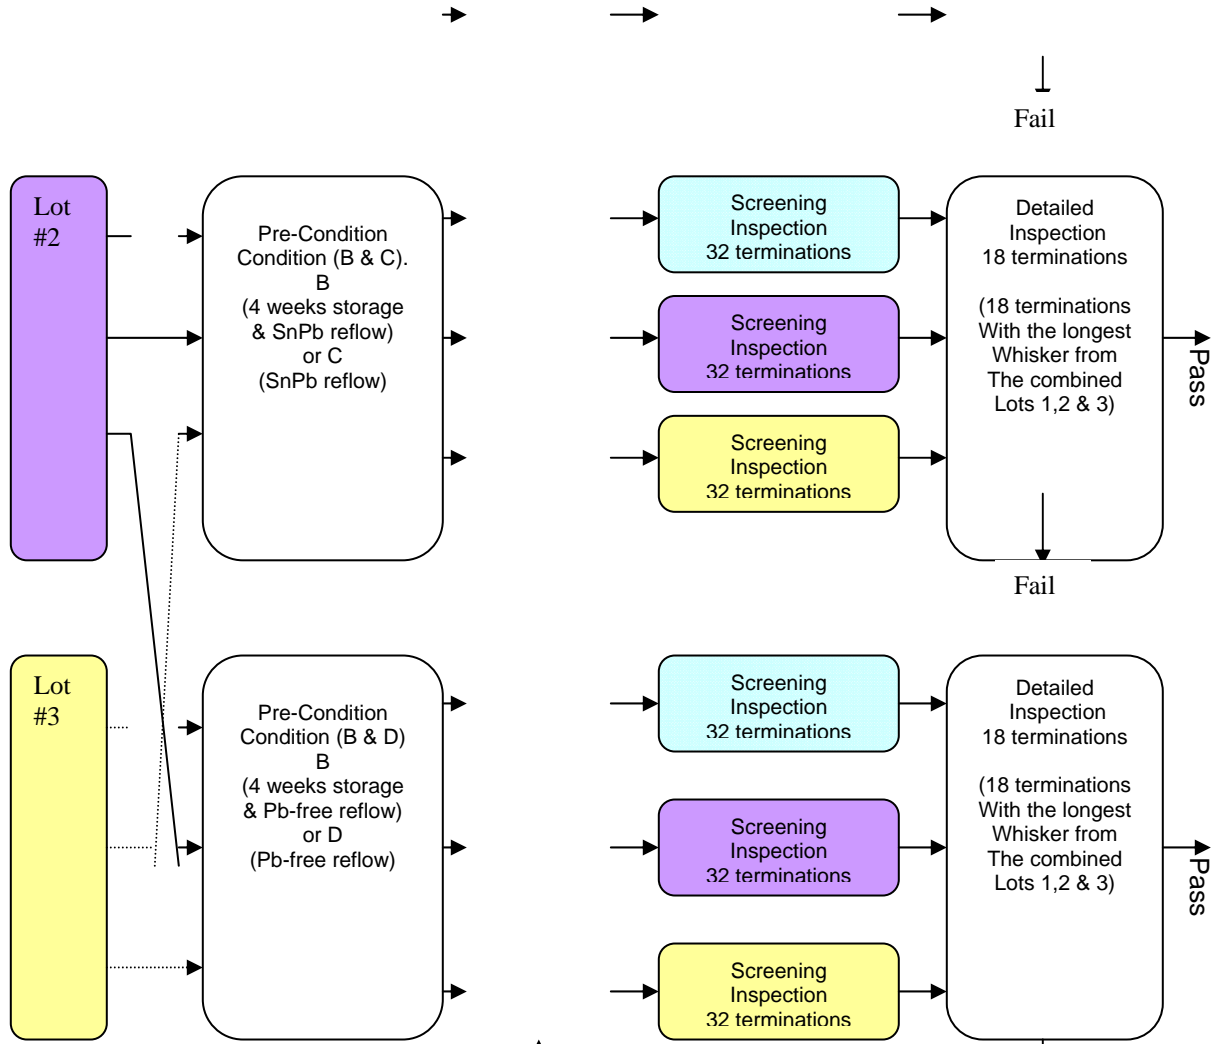 Fail
Lot
#2
Pre-Condition
Condition (B & C).
B
(4 weeks storage
& SnPb reflow)
or C
(SnPb reflow)
Screening
Inspection
32 terminations
Screening
Inspection
32 terminations
Screening
Inspection
32 terminations
Detailed
Inspection
18 terminations
(18 terminations
With the longest
Whisker from
The combined
Lots 1,2 & 3)
Pass
Fail
Lot
#3
Pre-Condition
Condition (B & D)
B
(4 weeks storage
& Pb-free reflow)
or D
(Pb-free reflow)
Screening
Inspection
32 terminations
Screening
Inspection
32 terminations
Screening
Inspection
32 terminations
Detailed
Inspection
18 terminations
(18 terminations
With the longest
Whisker from
The combined
Lots 1,2 & 3)
Pass